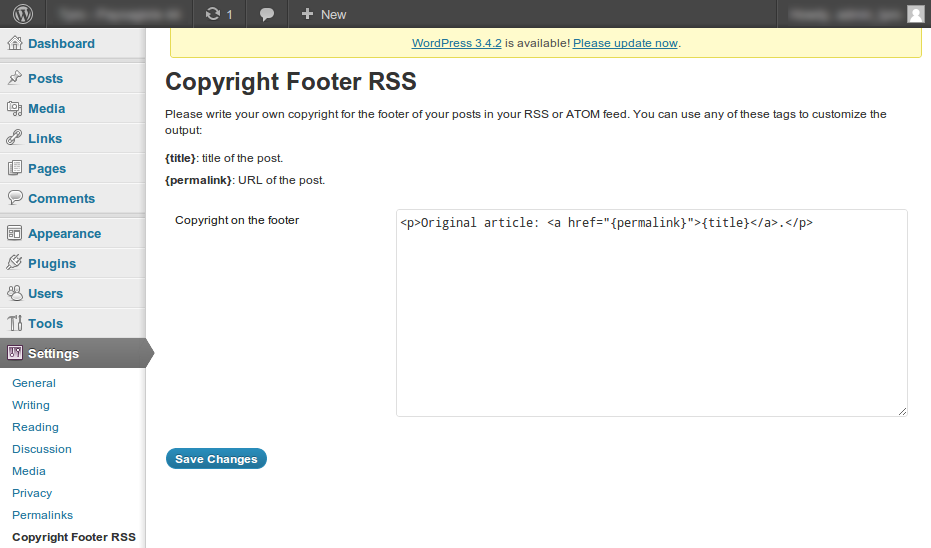 1
New
WordPress 3.4.2 is available! Please update now.
Dashboard
Posts
Media
Links
Pages
Comments
Appearance
Plugins
Users
Tools
Settings
General
Writing
Reading
Discussion
Media
Privacy
Permalinks
Copyright Footer RSS
Copyright Footer RSS
Please write your own copyright for the footer of your posts in your RSS or ATOM feed. You can use any of these tags to customize the
output:
{title}: title of the post.
{permalink}: URL of the post.
Copyright on the footer
<p>Original article: <a href="{permalink}">{title}</a>.</p>
Save Changes